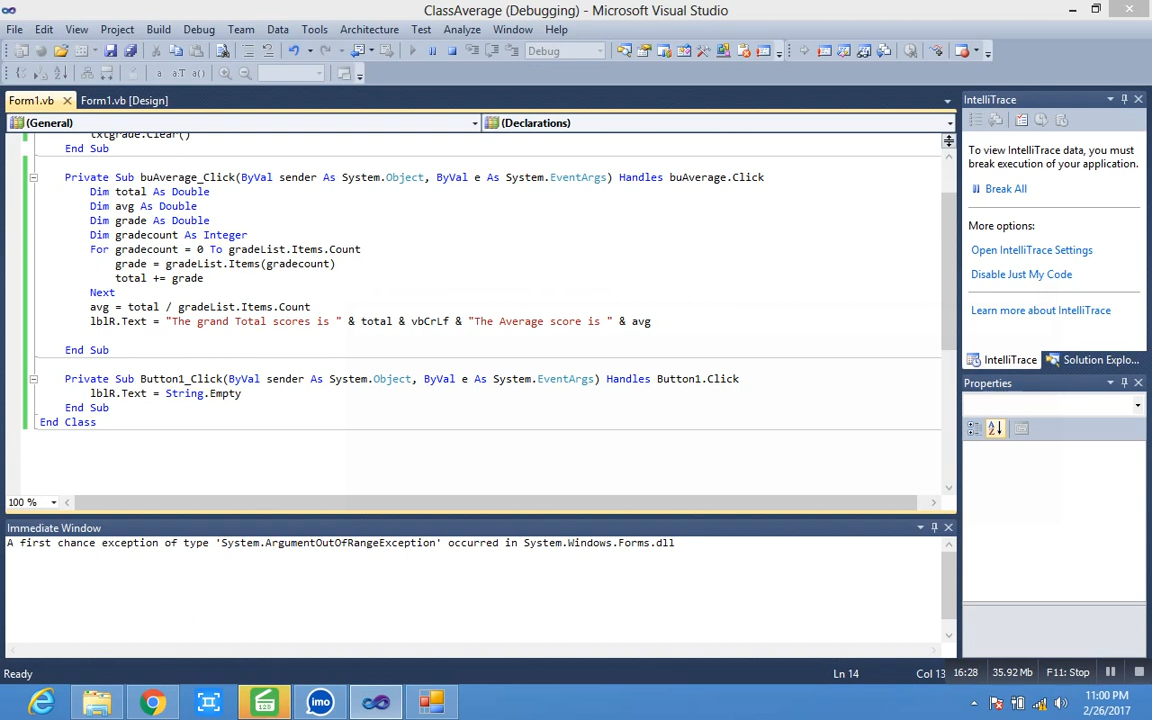 ClassAverage (Debugging) - Microsoft Visual Studio
File Edit View Project Build Debug Team Data Tools Architecture Test Analyze Window Help
Debug
Form1.vb Form1.vb [Design]
(General) (Declarations)
txtgrade.Clear()
End Sub
Private Sub buAverage_Click(ByVal sender As System.Object, ByVal e As System.EventArgs) Handles buAverage.Click
Dim total As Double
Dim avg As Double
Dim grade As Double
Dim gradecount As Integer
For gradecount = 0 To gradeList.Items.Count
grade = gradeList.Items(gradecount)
total += grade
Next
avg = total / gradeList.Items.Count
lblR.Text = "The grand Total scores is " & total & vbCrLf & "The Average score is " & avg
End Sub
Private Sub Button1_Click(ByVal sender As System.Object, ByVal e As System.EventArgs) Handles Button1.Click
lblR.Text = String.Empty
End Sub
End Class
100 %
IntelliTrace
To view IntelliTrace data, you must
break execution of your application.
Break All
More options:
Open IntelliTrace Settings
Disable Just My Code
Learn more about IntelliTrace
IntelliTrace Solution Explo...
Properties
Immediate Window
A first chance exception of type 'System.ArgumentOutOfRangeException' occurred in System.Windows.Forms.dll
Ready Ln 14 Col 13 16:28 35.92 Mb F11: Stop
imo
11:00 PM
2/26/2017